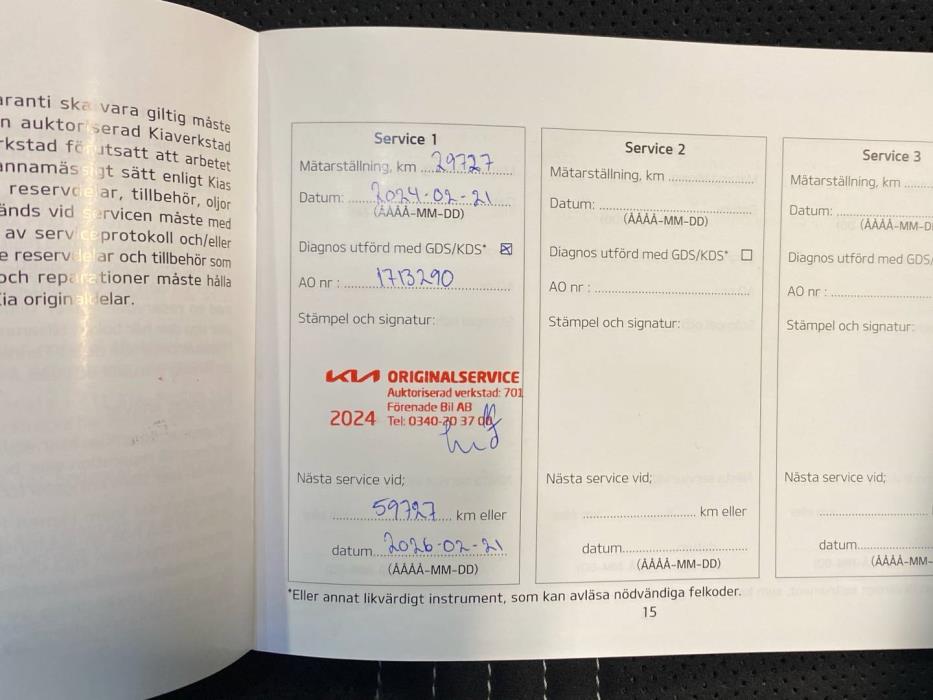 aranti ska vara giltig måste
n auktoriserad Kiaverkstad
rkstad förutsatt att arbetet
annamässigt sätt enligt Kias
reservdelar, tillbehör, oljor
änds vid servicen måste med
av serviceprotokoll och/eller
e reservdelar och tillbehör som
och reparationer måste hålla
Kia originaldelar.
Service 1
Mätarställning, km 29727
Datum: 2024-02-21
(ÅÅÅÅ-MM-DD)
Diagnos utförd med GDS/KDS* ☒
AO nr : 1713290
Stämpel och signatur:
KIA ORIGINALSERVICE
Auktoriserad verkstad: 701
Förenade Bil AB
2024 Tel: 0340-20 37 00
Nästa service vid;
59727 km eller
datum 2026-02-21
(ÅÅÅÅ-MM-DD)
Service 2
Mätarställning, km
Datum:
(ÅÅÅÅ-MM-DD)
Diagnos utförd med GDS/KDS* ☐
AO nr :
Stämpel och signatur:
Nästa service vid;
km eller
datum
(ÅÅÅÅ-MM-DD)
Service 3
Mätarställning, km
Datum:
(ÅÅÅÅ-MM-D
Diagnos utförd med GDS/
AO nr :
Stämpel och signatur:
Nästa service vid;
datum
(ÅÅÅÅ-MM-
*Eller annat likvärdigt instrument, som kan avläsa nödvändiga felkoder.
15